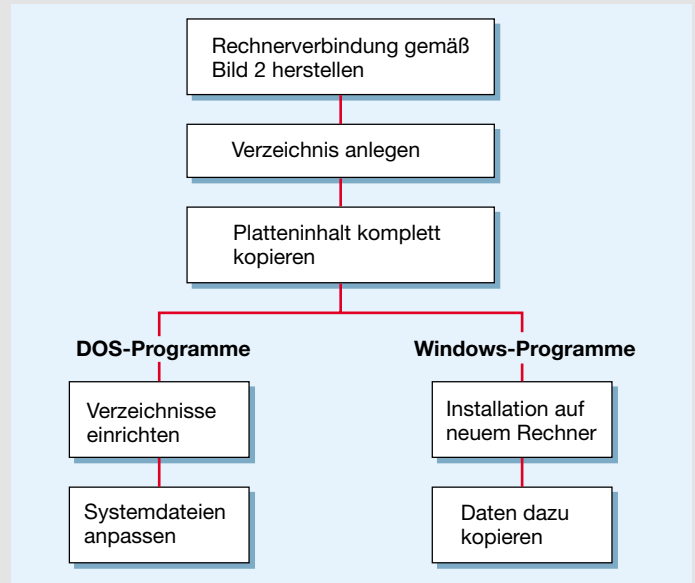 Rechnerverbindung gemäß
Bild 2 herstellen
Verzeichnis anlegen
Platteninhalt komplett
kopieren
DOS-Programme
Windows-Programme
Verzeichnisse
einrichten
Installation auf
neuem Rechner
Systemdateien
anpassen
Daten dazu
kopieren